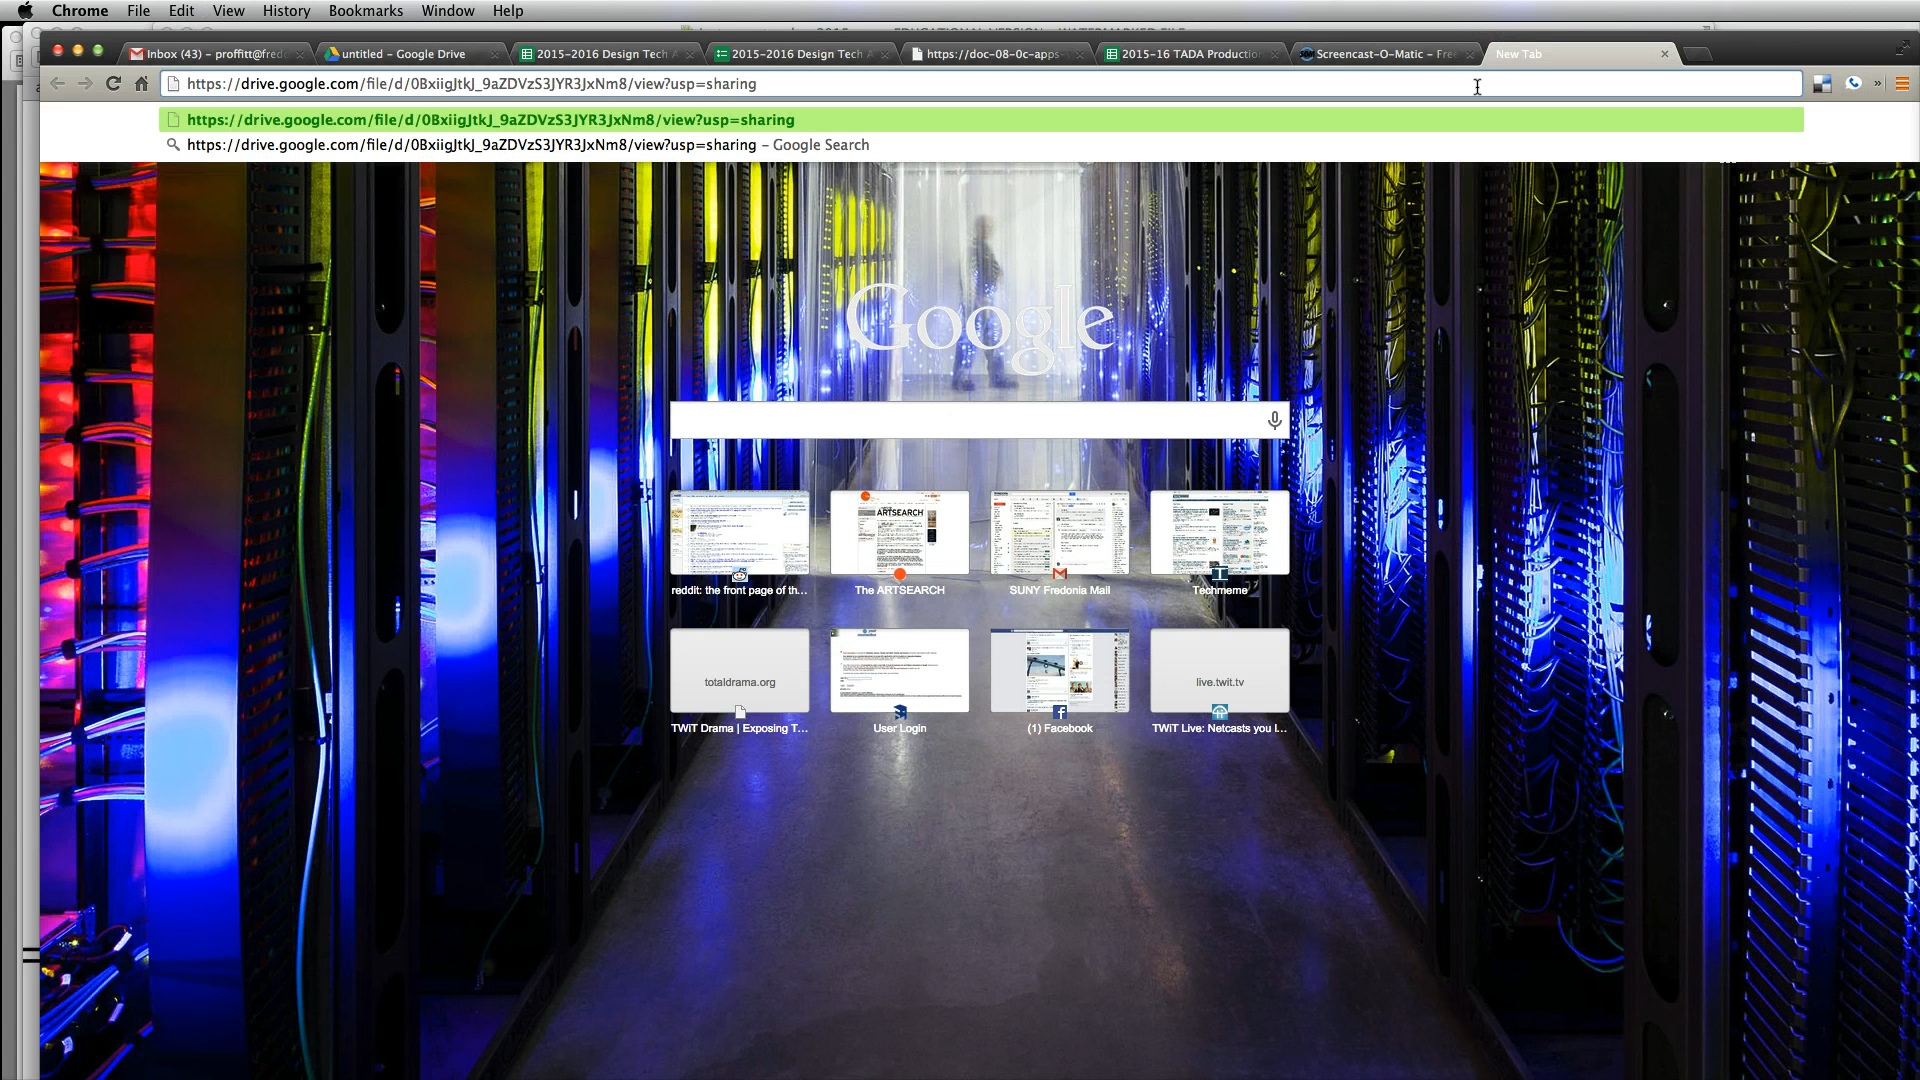 Chrome File Edit View History Bookmarks Window Help
Inbox (43) – proffitt@fred
untitled – Google Drive
2015-2016 Design Tech A
2015-2016 Design Tech A
https://doc-08-0c-apps-
2015-16 TADA Production
Screencast-O-Matic – Free
New Tab
https://drive.google.com/file/d/0BxiigJtkJ_9aZDVzS3JYR3JxNm8/view?usp=sharing
https://drive.google.com/file/d/0BxiigJtkJ_9aZDVzS3JYR3JxNm8/view?usp=sharing
https://drive.google.com/file/d/0BxiigJtkJ_9aZDVzS3JYR3JxNm8/view?usp=sharing – Google Search
Google
ARTSEARCH
reddit: the front page of th...
The ARTSEARCH
SUNY Fredonia Mail
Techmeme
totaldrama.org
live.twit.tv
TWiT Drama | Exposing T...
User Login
(1) Facebook
TWiT Live: Netcasts you l...